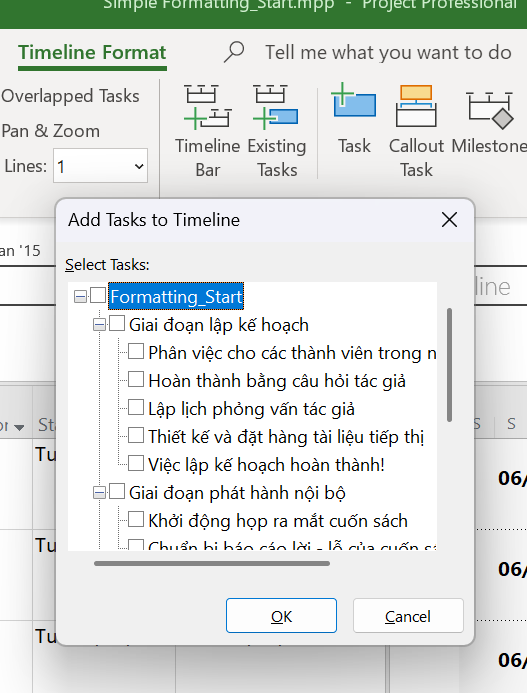 Simple Formatting_Start.mpp - Project Professional
Timeline Format
Tell me what you want to do
Overlapped Tasks
Pan & Zoom
Lines: 1
Timeline Bar
Existing Tasks
Task
Callout Task
Milestone
an '15
line
Add Tasks to Timeline
Select Tasks:
Formatting_Start
Giai đoạn lập kế hoạch
Phân việc cho các thành viên trong n
Hoàn thành bằng câu hỏi tác giả
Lập lịch phỏng vấn tác giả
Thiết kế và đặt hàng tài liệu tiếp thị
Việc lập kế hoạch hoàn thành!
Giai đoạn phát hành nội bộ
Khởi động họp ra mắt cuốn sách
Chuẩn bị báo cáo lời - lỗ của cuốn sá
OK
Cancel
or
Sta
S
S
Tu
06/
Tu
06/
Tu
06/